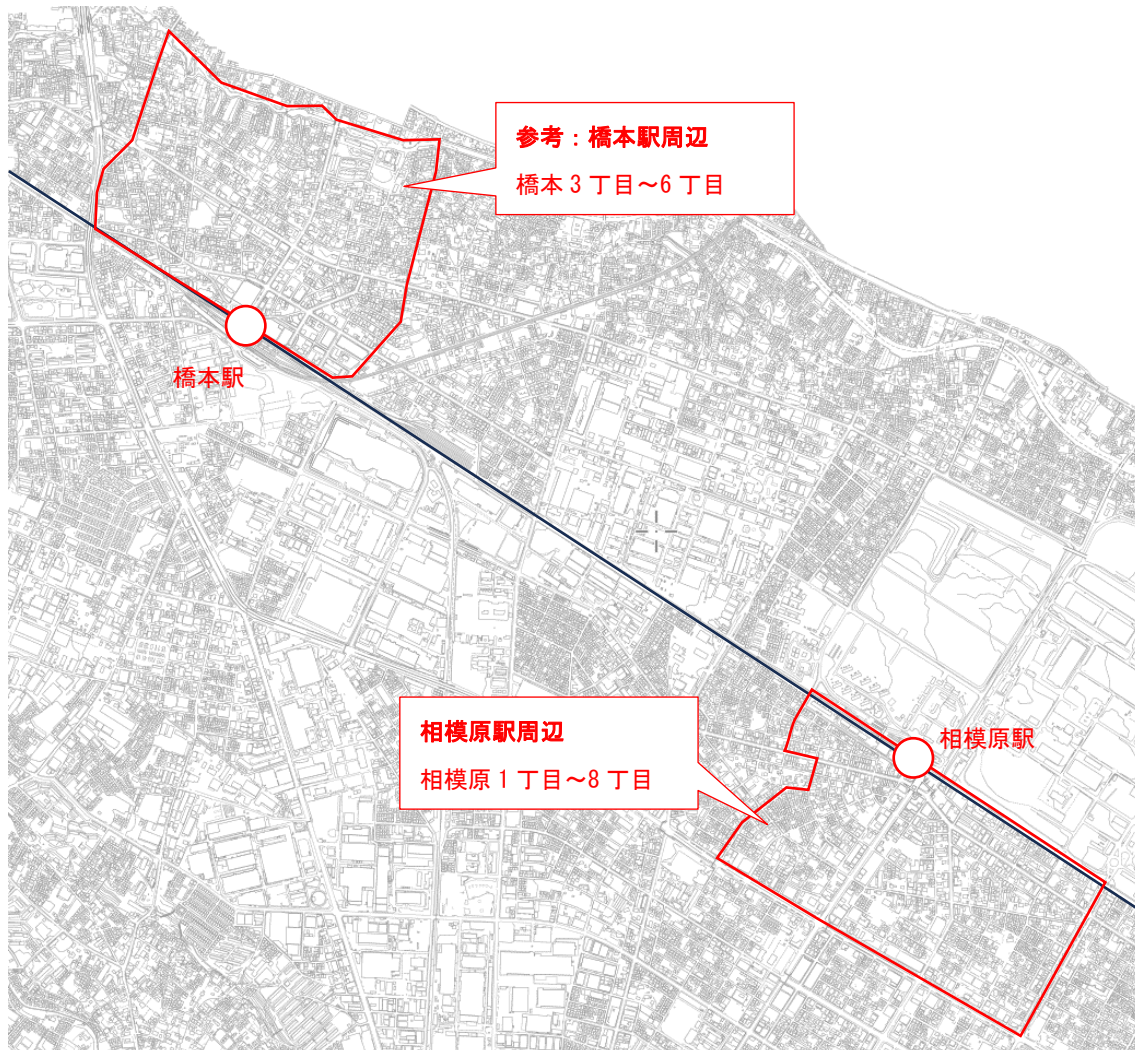 参考：橋本駅周辺
橋本 3 丁目～6 丁目
橋本駅
相模原駅周辺
相模原 1 丁目～8 丁目
相模原駅